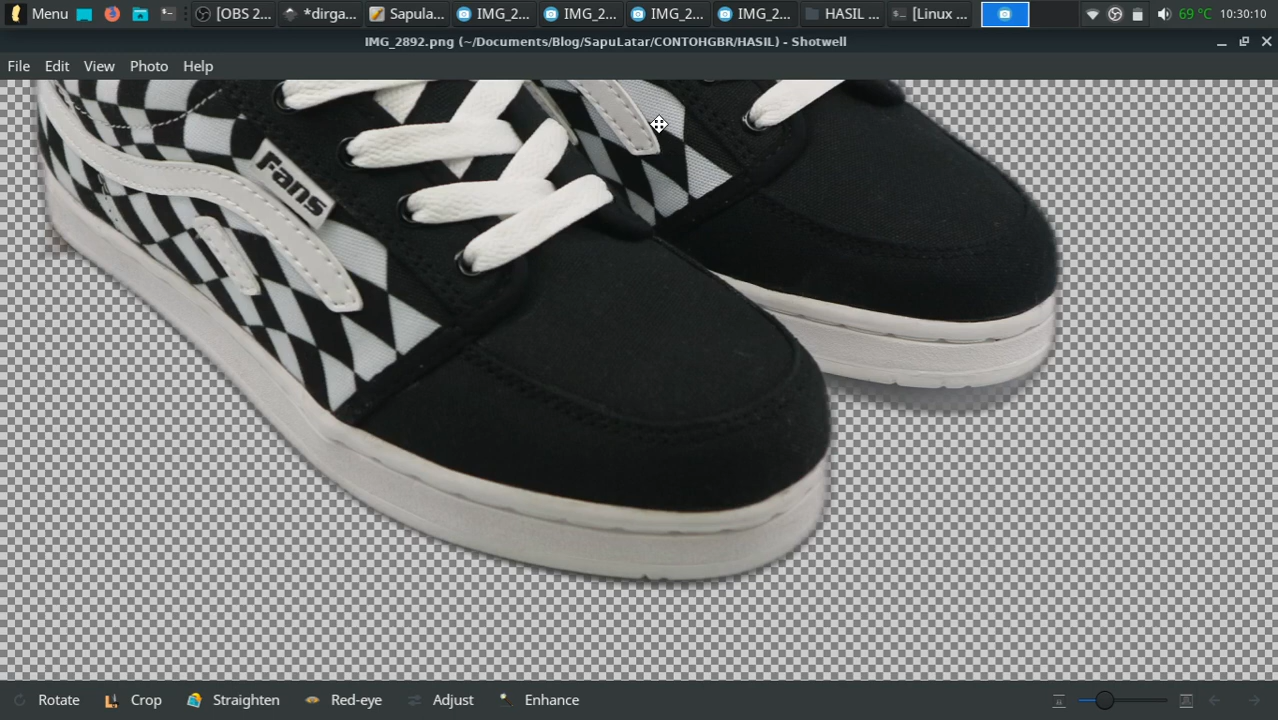 Menu [OBS 2... *dirga... Sapula... IMG_2... IMG_2... IMG_2... IMG_2... HASIL ... [Linux ... 69 °C 10:30:10
IMG_2892.png (~/Documents/Blog/SapuLatar/CONTOHGBR/HASIL) - Shotwell
File Edit View Photo Help
Fans
Rotate Crop Straighten Red-eye Adjust Enhance